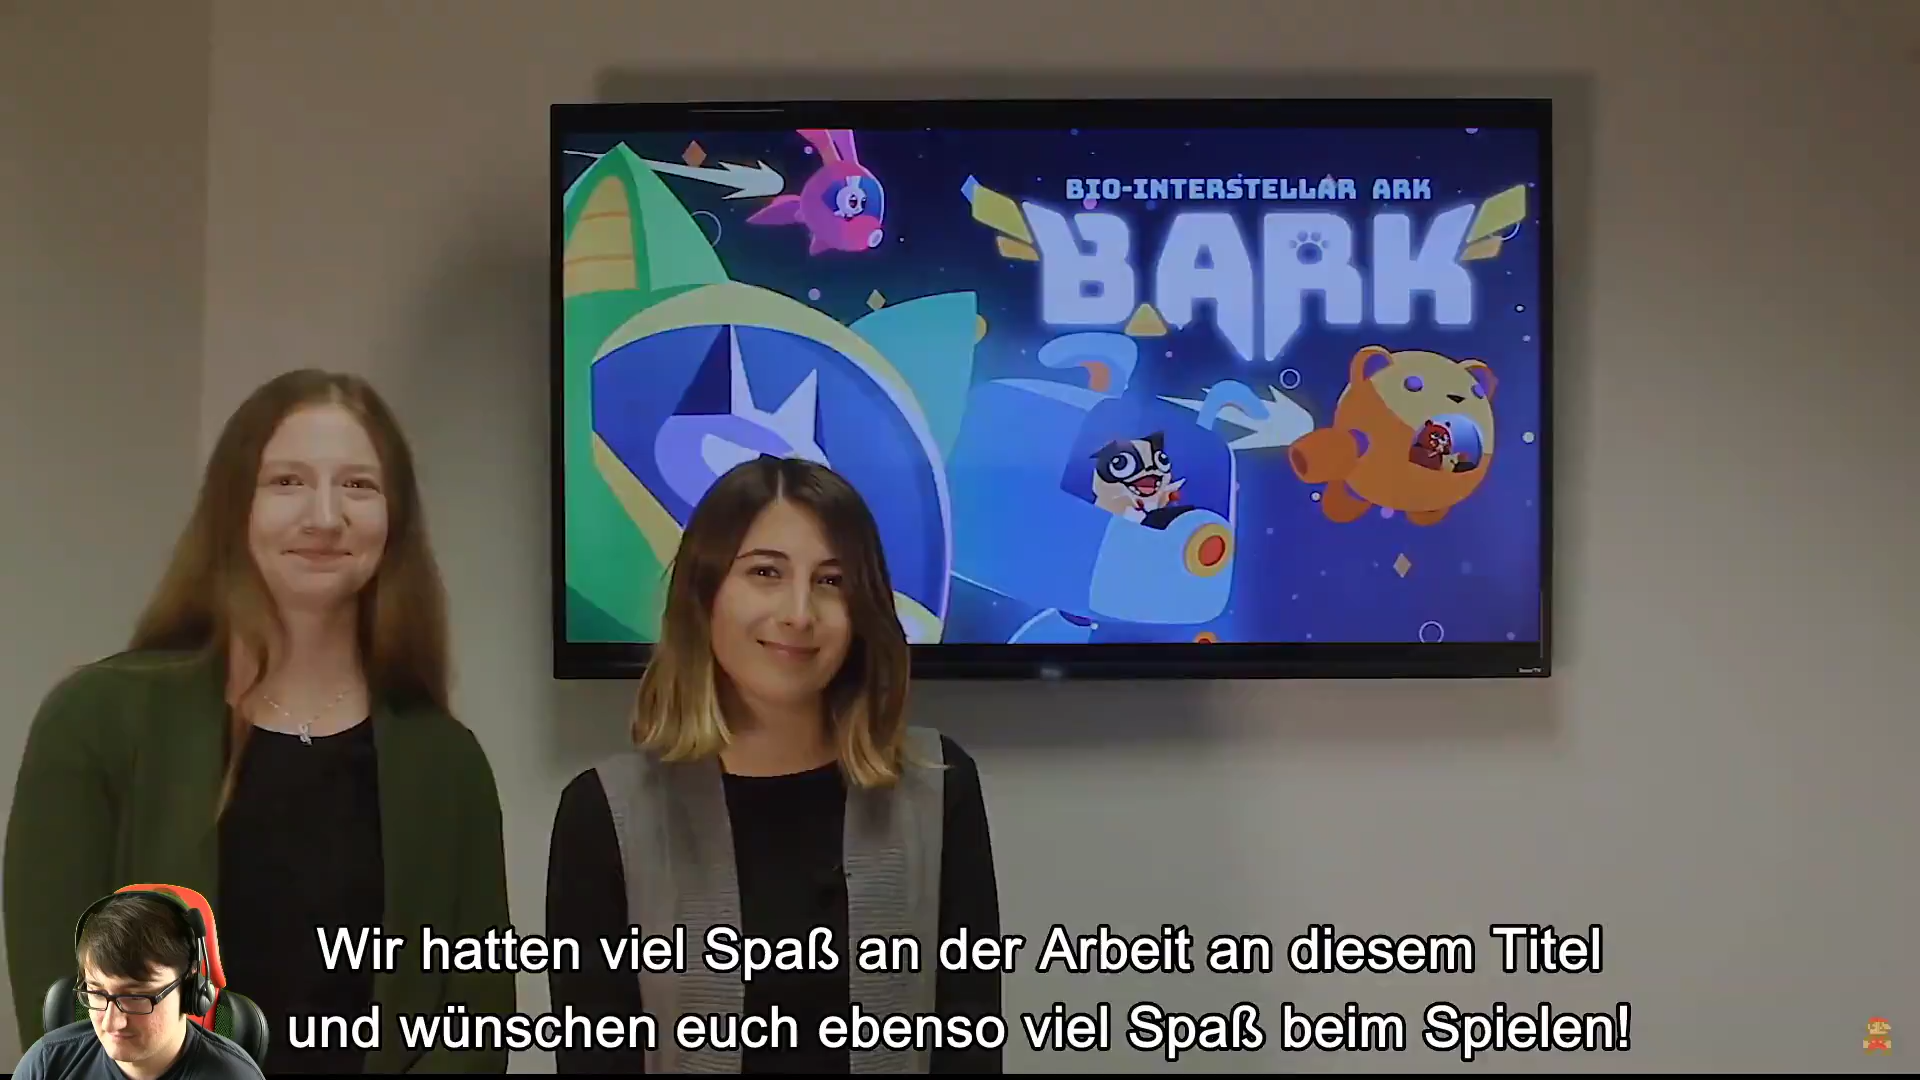 BIO-INTERSTELLAR ARK
BARK
Wir hatten viel Spaß an der Arbeit an diesem Titel
und wünschen euch ebenso viel Spaß beim Spielen!